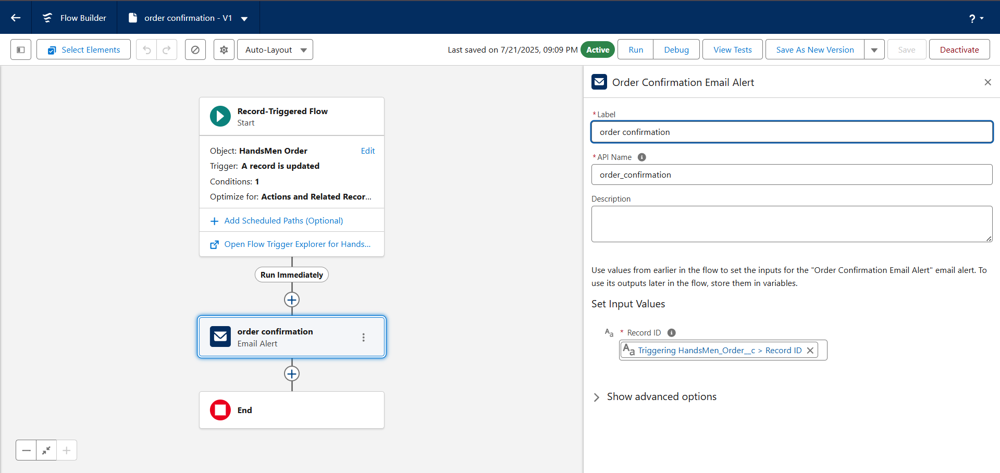 Flow Builder
order confirmation - V1
?
Select Elements
Auto-Layout
Last saved on 7/21/2025, 09:09 PM
Active
Run
Debug
View Tests
Save As New Version
Save
Deactivate
Record-Triggered Flow
Start
Object: HandsMen Order
Edit
Trigger: A record is updated
Conditions: 1
Optimize for: Actions and Related Recor...
Add Scheduled Paths (Optional)
Open Flow Trigger Explorer for Hands...
Run Immediately
order confirmation
Email Alert
End
Order Confirmation Email Alert
*Label
order confirmation
*API Name
order_confirmation
Description
Use values from earlier in the flow to set the inputs for the "Order Confirmation Email Alert" email alert. To
use its outputs later in the flow, store them in variables.
Set Input Values
Aa * Record ID
Aa Triggering HandsMen_Order__c > Record ID
Show advanced options